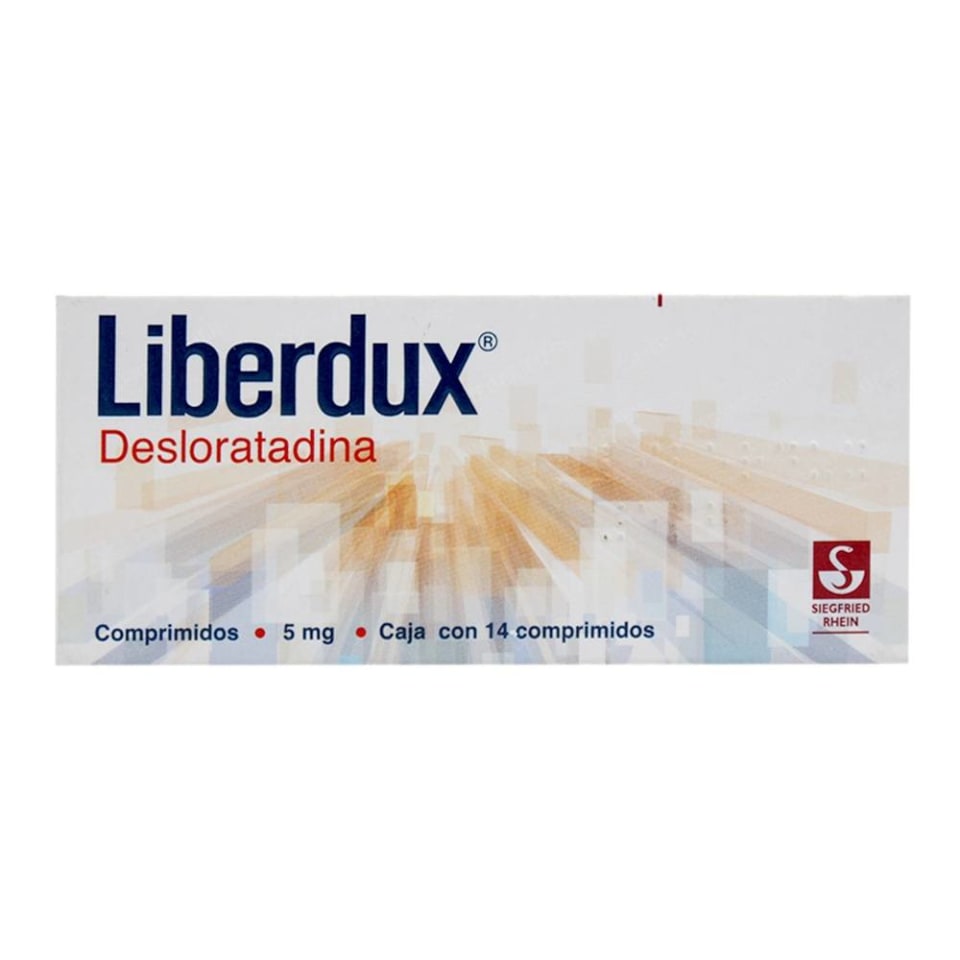 Liberdux®
Desloratadina
Comprimidos • 5 mg • Caja con 14 comprimidos
SIEGFRIED
RHEIN